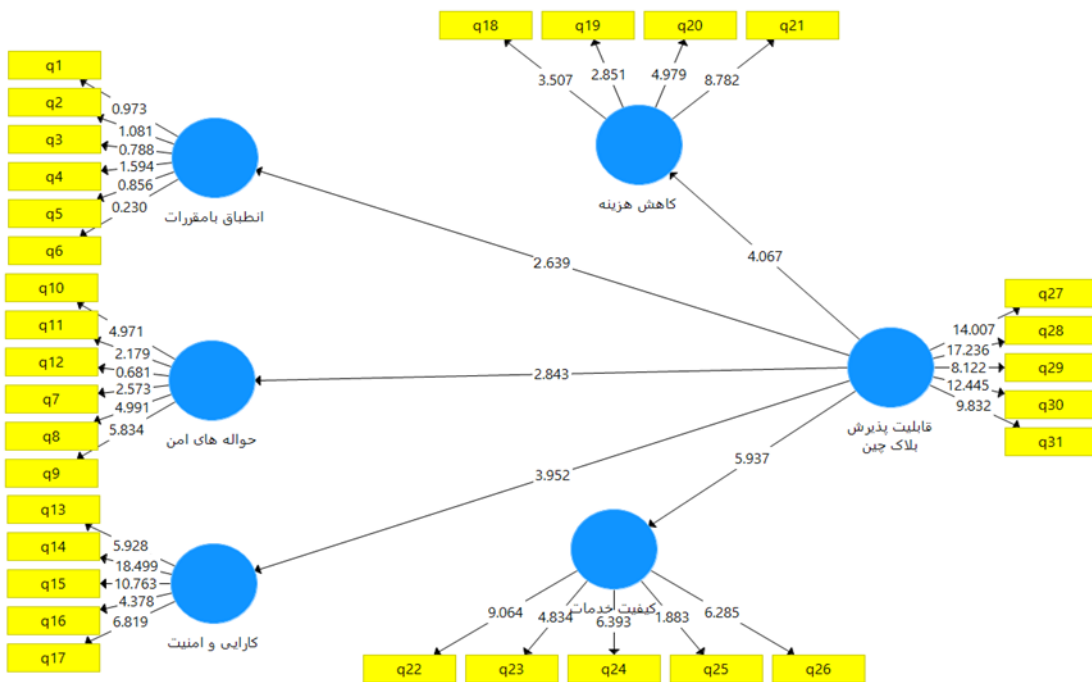 q18
q19
q20
q21
3.507
2.851
4.979
8.782
کاهش هزینه
q1
q2
q3
q4
q5
q6
0.973
1.081
0.788
1.594
0.856
0.230
انطباق بامقررات
2.639
4.067
q10
q11
q12
q7
q8
q9
4.971
2.179
0.681
2.573
4.991
5.834
حواله های امن
2.843
q27
q28
q29
q30
q31
14.007
17.236
8.122
12.445
9.832
قابلیت پذیرش
بلاک چین
3.952
5.937
q13
q14
q15
q16
q17
5.928
18.499
10.763
4.378
6.819
کارایی و امنیت
کیفیت خدمات
9.064
4.834
6.393
1.883
6.285
q22
q23
q24
q25
q26